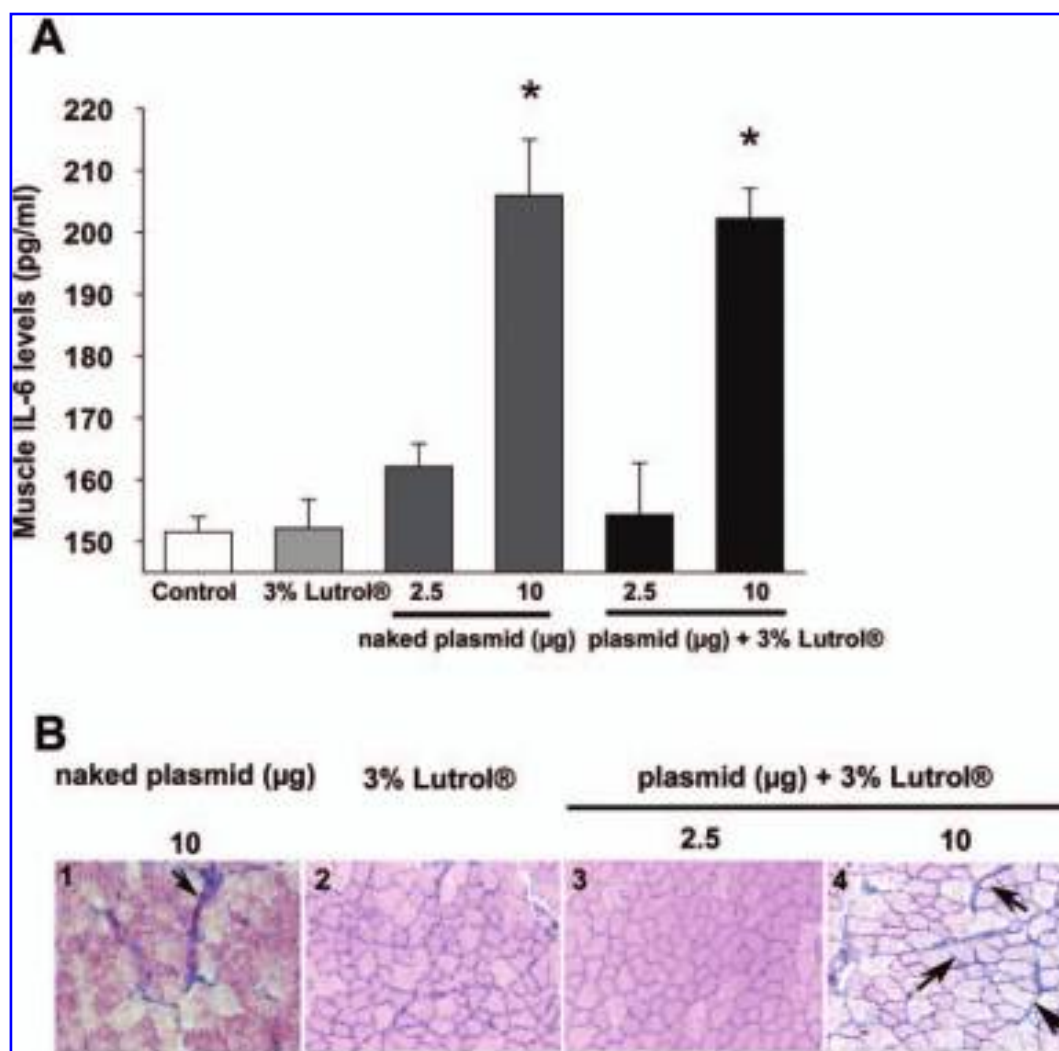 A
*
*
220
210
200
190
180
170
160
150
Muscle IL-6 levels (pg/ml)
Control 3% Lutrol® 2.5 10 2.5 10
naked plasmid (µg) plasmid (µg) + 3% Lutrol®
B
naked plasmid (µg) 3% Lutrol® plasmid (µg) + 3% Lutrol®
10 2.5 10
1 2 3 4